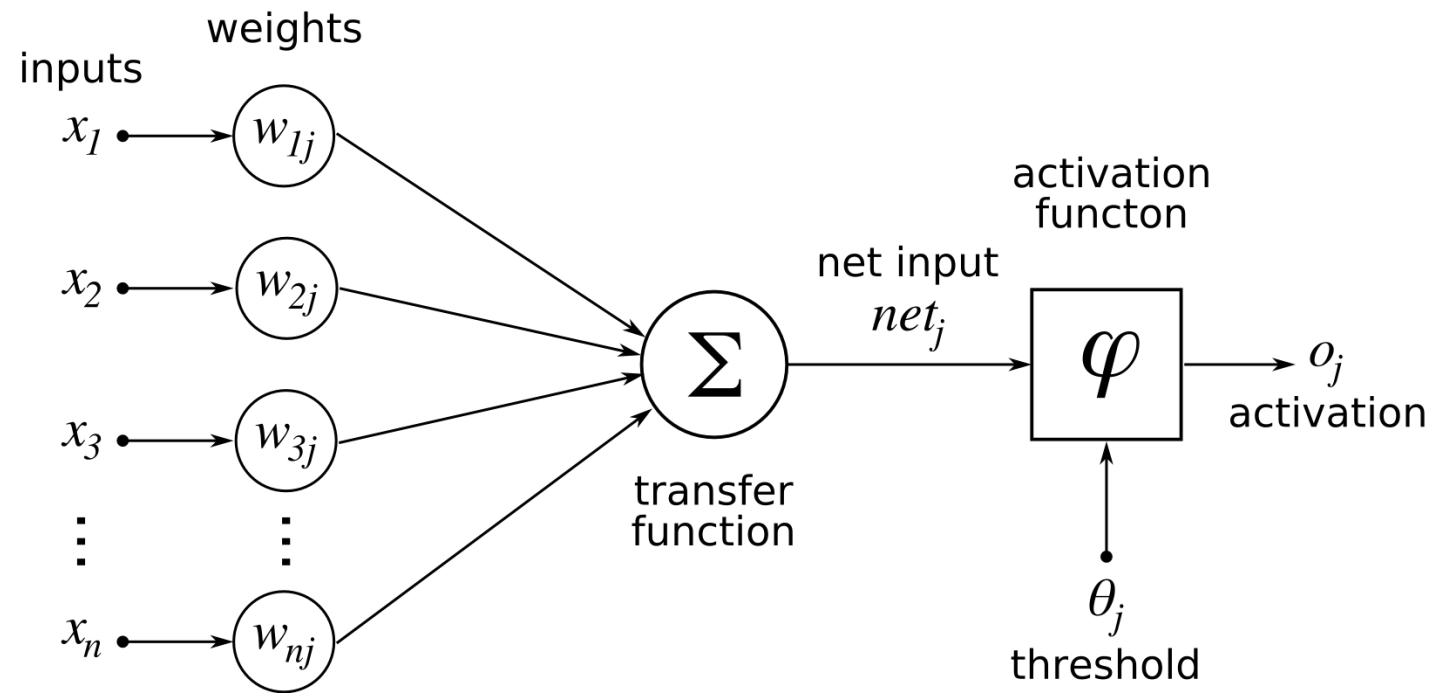 weights
inputs
x₁
w₁ⱼ
x₂
w₂ⱼ
x₃
w₃ⱼ
⋮
⋮
xₙ
wₙⱼ
Σ
transfer
function
net input
netⱼ
activation
functon
φ
oⱼ
activation
θⱼ
threshold